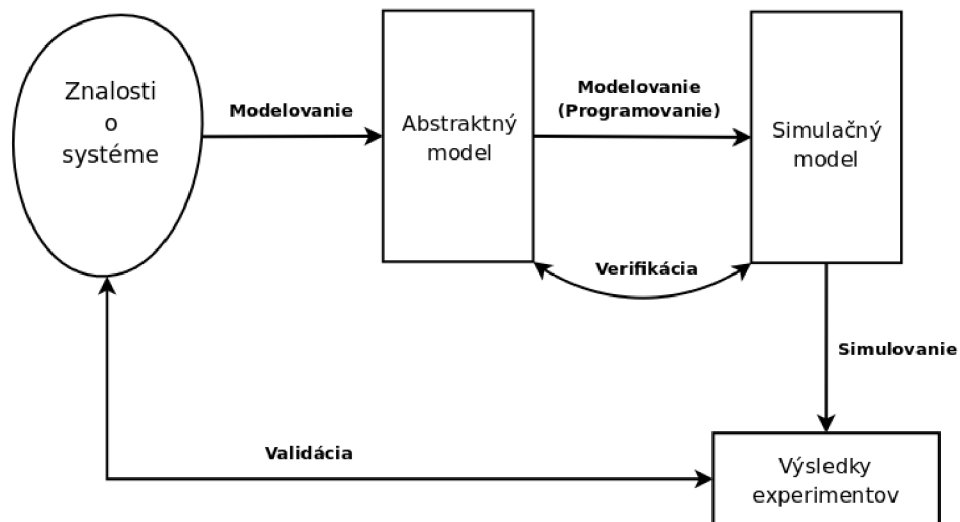 Znalosti
o
systéme
Modelovanie
Abstraktný
model
Modelovanie
(Programovanie)
Simulačný
model
Verifikácia
Simulovanie
Validácia
Výsledky
experimentov